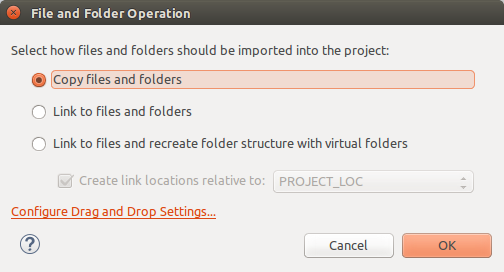 File and Folder Operation
Select how files and folders should be imported into the project:
Copy files and folders
Link to files and folders
Link to files and recreate folder structure with virtual folders
Create link locations relative to: PROJECT_LOC
Configure Drag and Drop Settings...
? Cancel OK